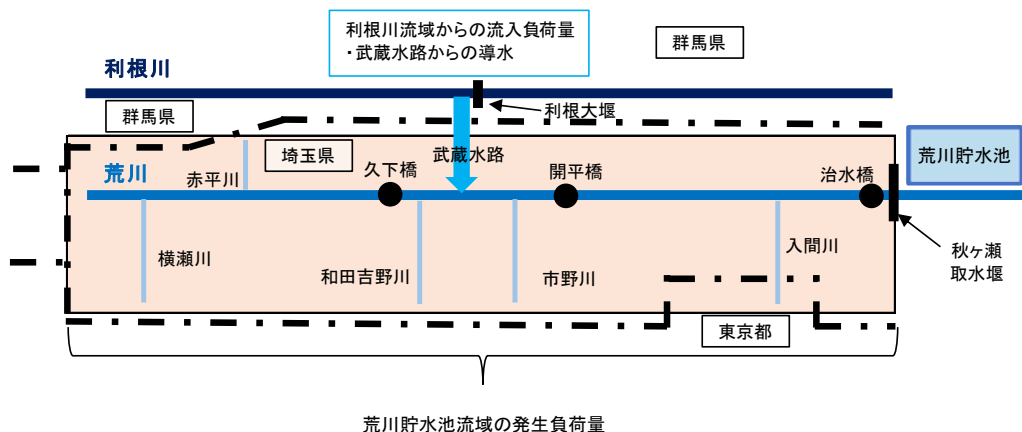 利根川流域からの流入負荷量
・武蔵水路からの導水
群馬県
利根川
利根大堰
群馬県
埼玉県
武蔵水路
荒川貯水池
荒川
赤平川
久下橋
開平橋
治水橋
横瀬川
和田吉野川
市野川
入間川
秋ヶ瀬
取水堰
東京都
荒川貯水池流域の発生負荷量